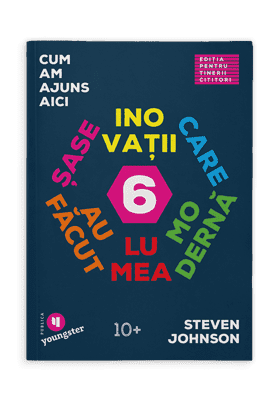 CUM
AM
AJUNS
AICI
EDIȚIA
PENTRU
TINERII
CITITORI
ȘASE
INO
VAȚII
CARE
AU
FĂCUT
6
LU
MEA
MO
DERNĂ
PUBLICA
youngster
10+
STEVEN
JOHNSON